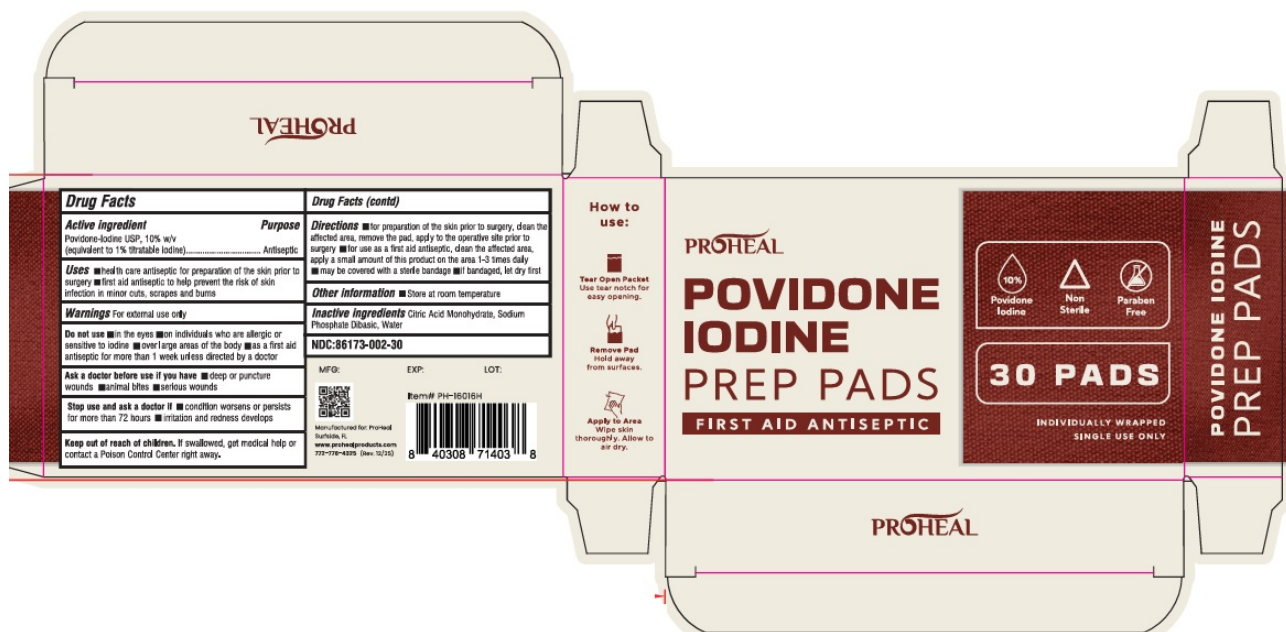 PROHEAL
Drug Facts
Active ingredient Purpose
Povidone-Iodine USP, 10% w/v
(equivalent to 1% titratable iodine)................................ Antiseptic
Uses ■health care antiseptic for preparation of the skin prior to
surgery ■first aid antiseptic to help prevent the risk of skin
infection in minor cuts, scrapes and burns
Warnings For external use only
Do not use ■in the eyes ■on individuals who are allergic or
sensitive to iodine ■over large areas of the body ■as a first aid
antiseptic for more than 1 week unless directed by a doctor
Ask a doctor before use if you have ■deep or puncture
wounds ■animal bites ■serious wounds
Stop use and ask a doctor if ■condition worsens or persists
for more than 72 hours ■irritation and redness develops
Keep out of reach of children. If swallowed, get medical help or
contact a Poison Control Center right away.
Drug Facts (contd)
Directions ■for preparation of the skin prior to surgery, clean the
affected area, remove the pad, apply to the operative site prior to
surgery ■for use as a first aid antiseptic, clean the affected area,
apply a small amount of this product on the area 1-3 times daily
■may be covered with a sterile bandage ■if bandaged, let dry first
Other information ■Store at room temperature
Inactive ingredients Citric Acid Monohydrate, Sodium
Phosphate Dibasic, Water
NDC:86173-002-30
MFG: EXP: LOT:
Item# PH-16016H
Manufactured for: ProHeal
Surfside, FL
www.prohealproducts.com
772-776-4325 (Rev. 12/25)
8 40308 71403 8
How to
use:
Tear Open Packet
Use tear notch for
easy opening.
Remove Pad
Hold away
from surfaces.
Apply to Area
Wipe skin
thoroughly. Allow to
air dry.
PROHEAL
POVIDONE
IODINE
PREP PADS
FIRST AID ANTISEPTIC
10%
Povidone
Iodine
Non
Sterile
Paraben
Free
30 PADS
INDIVIDUALLY WRAPPED
SINGLE USE ONLY
POVIDONE IODINE
PREP PADS
PROHEAL